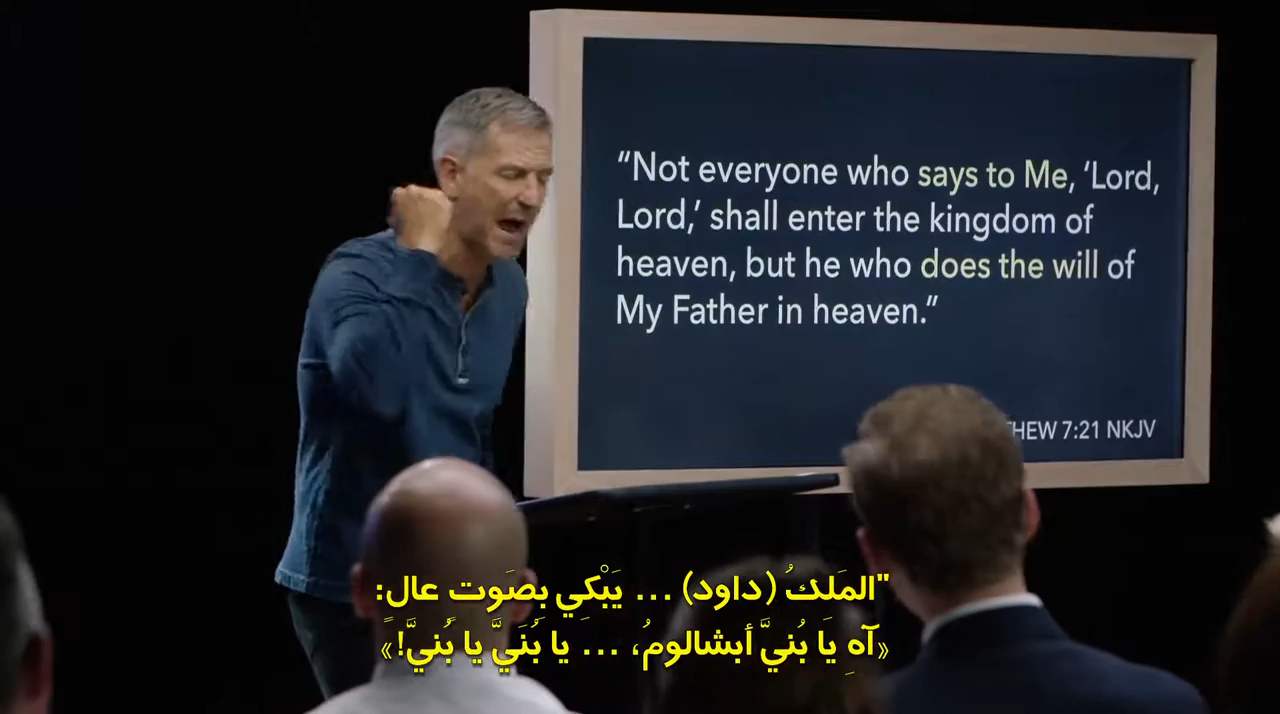 “Not everyone who says to Me, ‘Lord,
Lord,’ shall enter the kingdom of
heaven, but he who does the will of
My Father in heaven.”
7:21 NKJV
"المَلكُ (داود) ... يَبْكي بصَوتٍ عالٍ:
«آهِ يَا بُنيَّ أبشالومُ، ... يا بُنَيَّ يا بُنيَّ!»